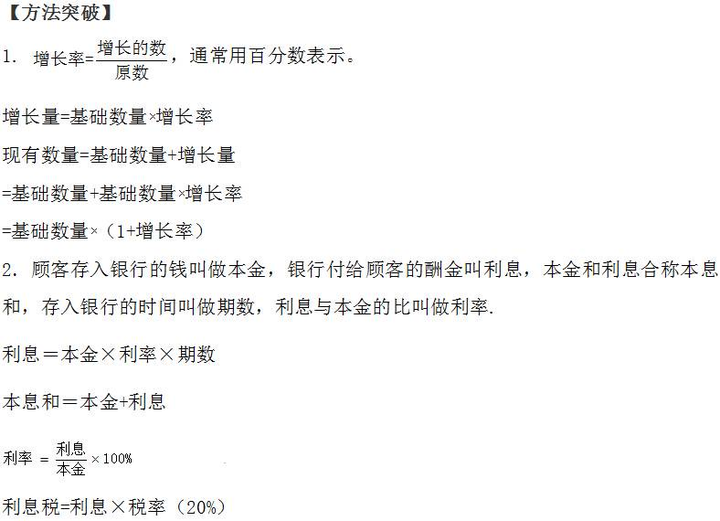 【方法突破】
1. 增长率=增长的数/原数，通常用百分数表示。
增长量=基础数量×增长率
现有数量=基础数量+增长量
=基础数量+基础数量×增长率
=基础数量×（1+增长率）
2. 顾客存入银行的钱叫做本金，银行付给顾客的酬金叫利息，本金和利息合称本息
和，存入银行的时间叫做期数，利息与本金的比叫做利率.
利息＝本金×利率×期数
本息和＝本金+利息
利率 = 利息/本金 ×100%
利息税=利息×税率（20%）